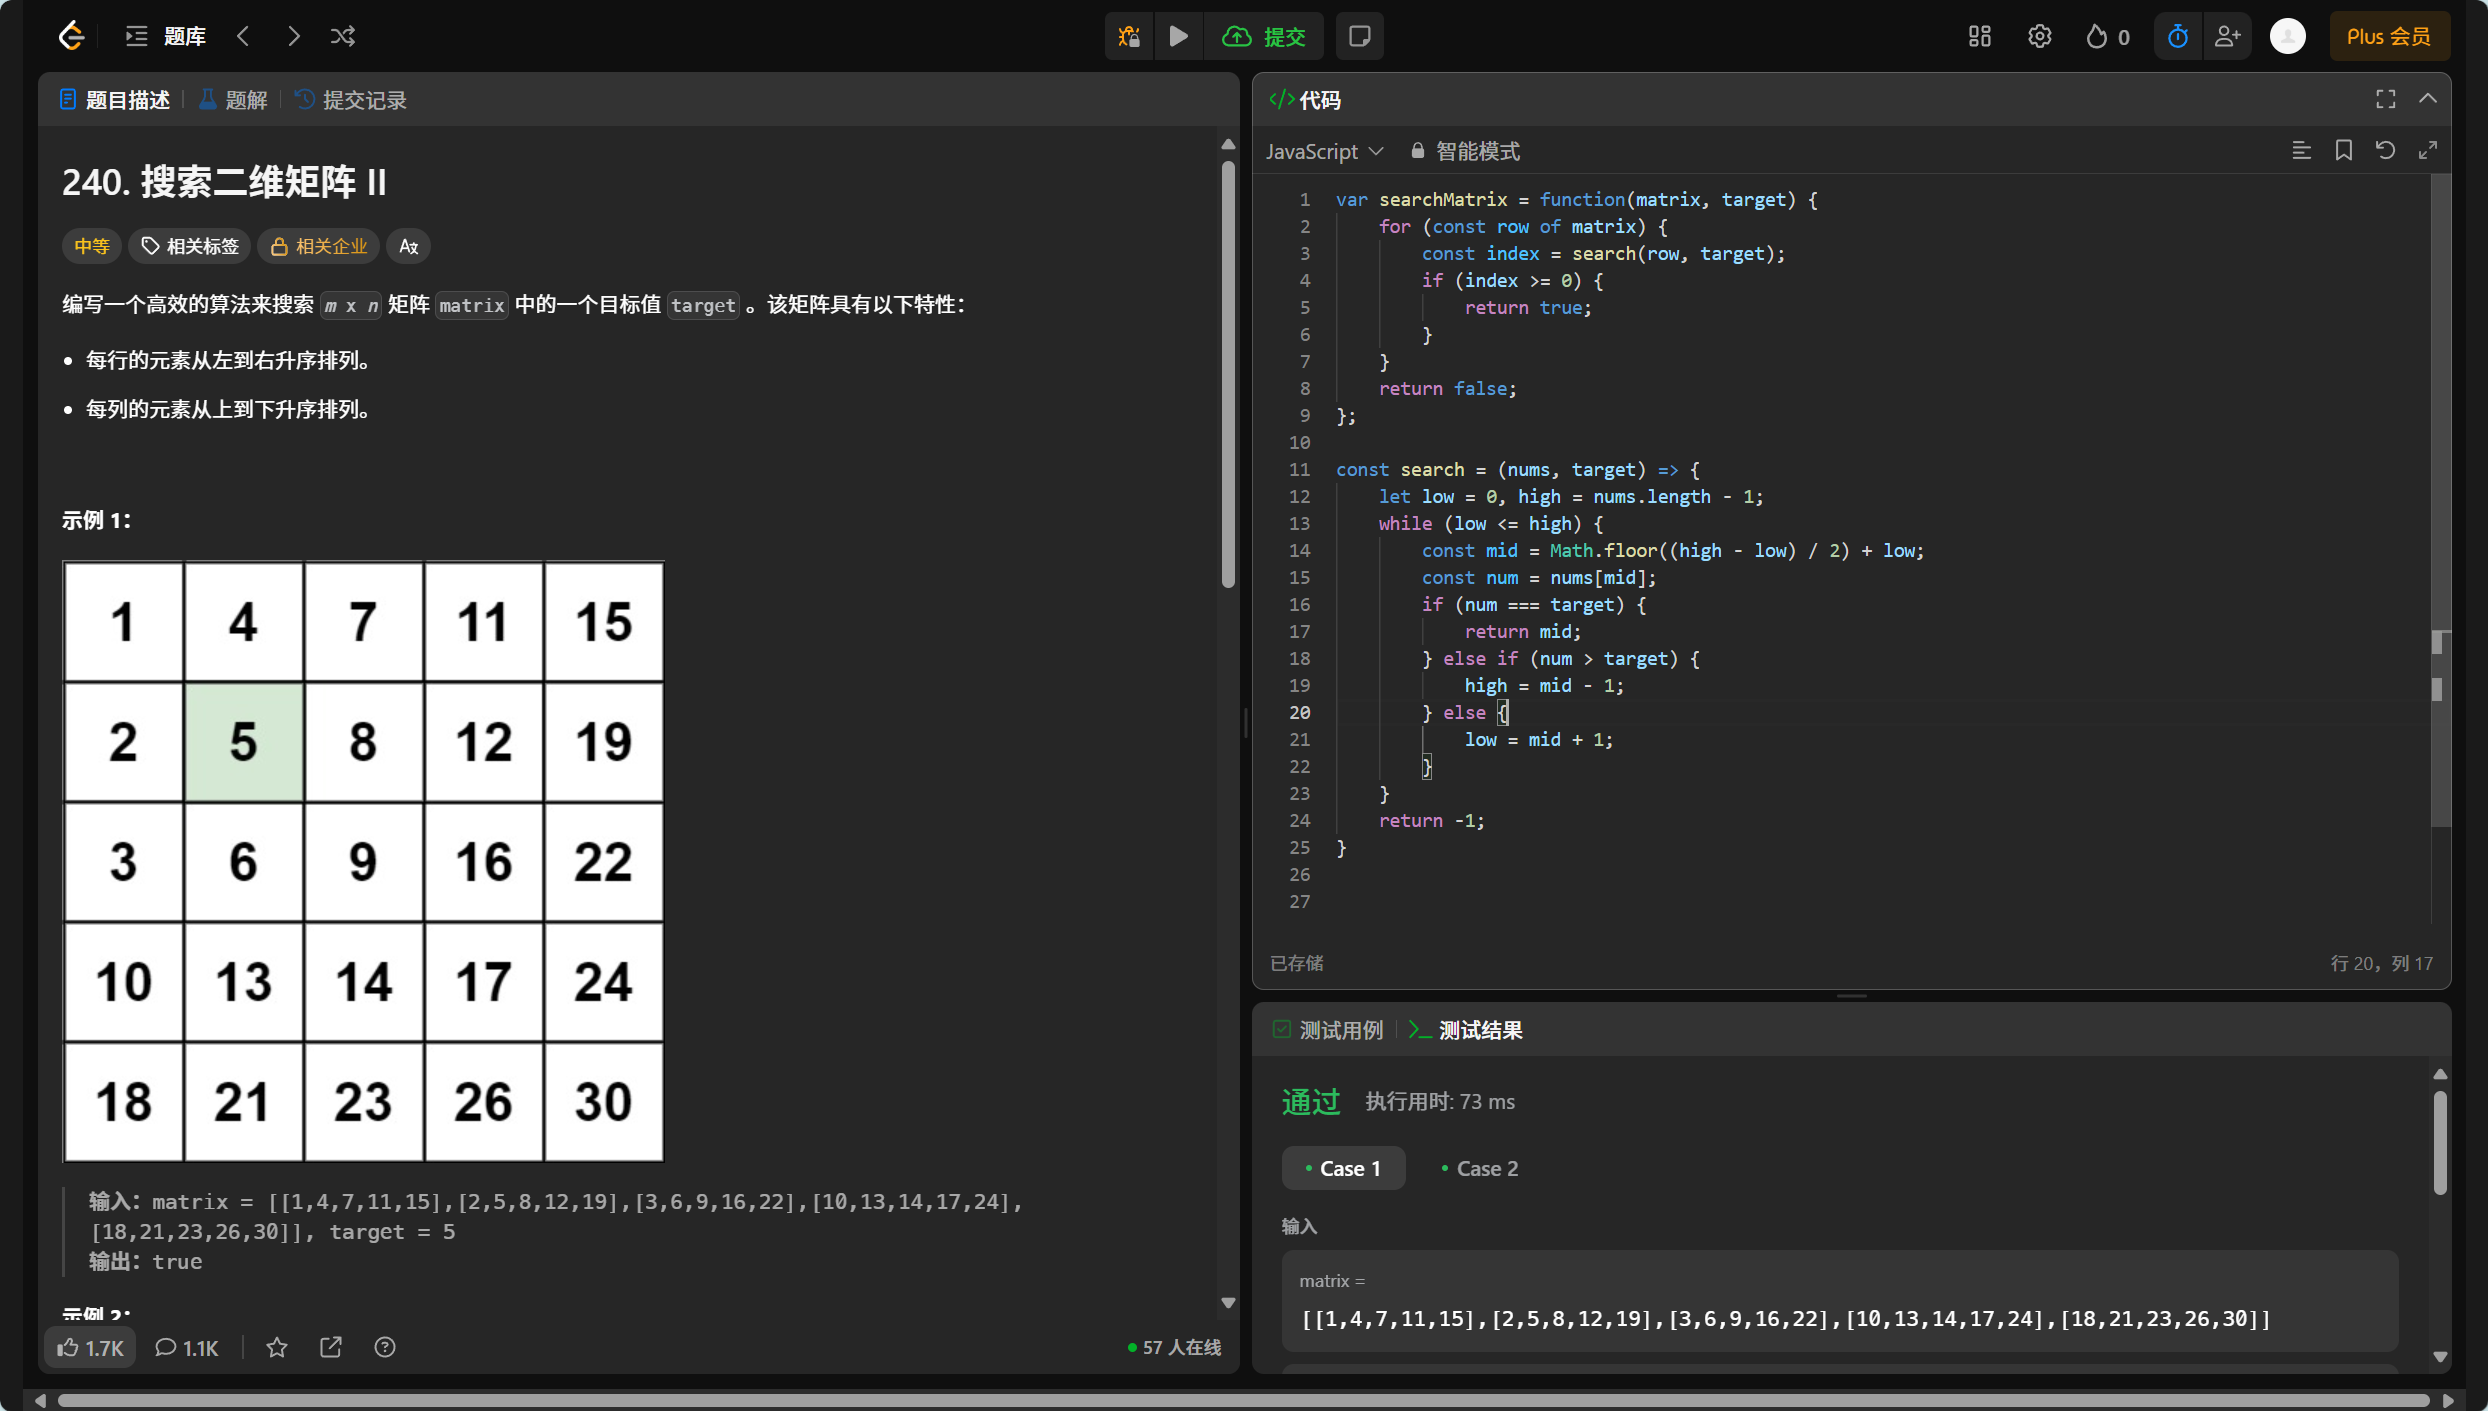 题库
提交
0
Plus 会员
题目描述
题解
提交记录
240. 搜索二维矩阵 II
中等
相关标签
相关企业
编写一个高效的算法来搜索 m x n 矩阵 matrix 中的一个目标值 target 。该矩阵具有以下特性：
• 每行的元素从左到右升序排列。
• 每列的元素从上到下升序排列。
示例 1：
1 4 7 11 15
2 5 8 12 19
3 6 9 16 22
10 13 14 17 24
18 21 23 26 30
输入：matrix = [[1,4,7,11,15],[2,5,8,12,19],[3,6,9,16,22],[10,13,14,17,24],
[18,21,23,26,30]], target = 5
输出：true
示例 2：
1.7K
1.1K
57 人在线
</> 代码
JavaScript
智能模式
1 var searchMatrix = function(matrix, target) {
2     for (const row of matrix) {
3         const index = search(row, target);
4         if (index >= 0) {
5             return true;
6         }
7     }
8     return false;
9 };
10
11 const search = (nums, target) => {
12     let low = 0, high = nums.length - 1;
13     while (low <= high) {
14         const mid = Math.floor((high - low) / 2) + low;
15         const num = nums[mid];
16         if (num === target) {
17             return mid;
18         } else if (num > target) {
19             high = mid - 1;
20         } else {
21             low = mid + 1;
22         }
23     }
24     return -1;
25 }
26
27
已存储
行 20，列 17
测试用例
测试结果
通过
执行用时: 73 ms
• Case 1
• Case 2
输入
matrix =
[[1,4,7,11,15],[2,5,8,12,19],[3,6,9,16,22],[10,13,14,17,24],[18,21,23,26,30]]